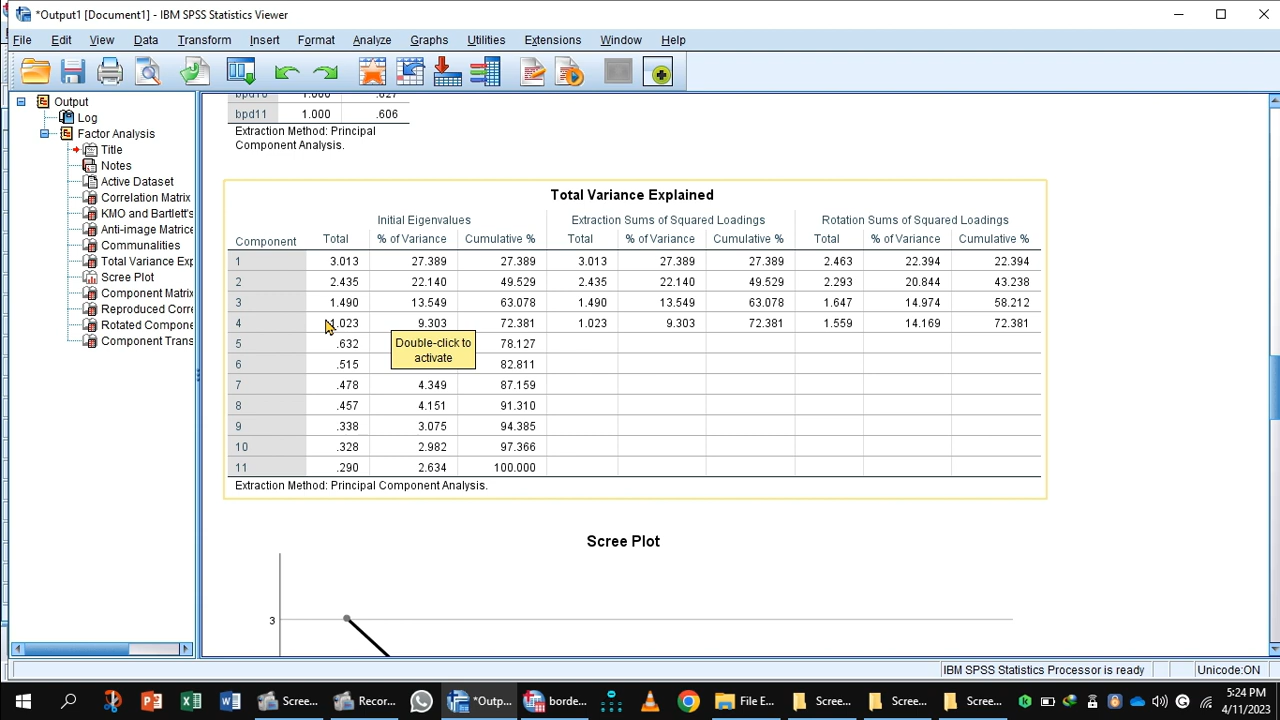 *Output1 [Document1] - IBM SPSS Statistics Viewer
File Edit View Data Transform Insert Format Analyze Graphs Utilities Extensions Window Help
Output
Log
Factor Analysis
Title
Notes
Active Dataset
Correlation Matrix
KMO and Bartlett's
Anti-image Matrice
Communalities
Total Variance Exp
Scree Plot
Component Matrix
Reproduced Corre
Rotated Compone
Component Trans
bpd11 1.000 .606
Extraction Method: Principal
Component Analysis.
Total Variance Explained
Initial Eigenvalues Extraction Sums of Squared Loadings Rotation Sums of Squared Loadings
Component Total % of Variance Cumulative % Total % of Variance Cumulative % Total % of Variance Cumulative %
1 3.013 27.389 27.389 3.013 27.389 27.389 2.463 22.394 22.394
2 2.435 22.140 49.529 2.435 22.140 49.529 2.293 20.844 43.238
3 1.490 13.549 63.078 1.490 13.549 63.078 1.647 14.974 58.212
4 1.023 9.303 72.381 1.023 9.303 72.381 1.559 14.169 72.381
5 .632 78.127
6 .515 82.811
7 .478 4.349 87.159
8 .457 4.151 91.310
9 .338 3.075 94.385
10 .328 2.982 97.366
11 .290 2.634 100.000
Double-click to
activate
Extraction Method: Principal Component Analysis.
Scree Plot
3
IBM SPSS Statistics Processor is ready Unicode:ON
Scree... Recor... *Outp... borde... File E... Scree... Scree... Scree...
5:24 PM
4/11/2023